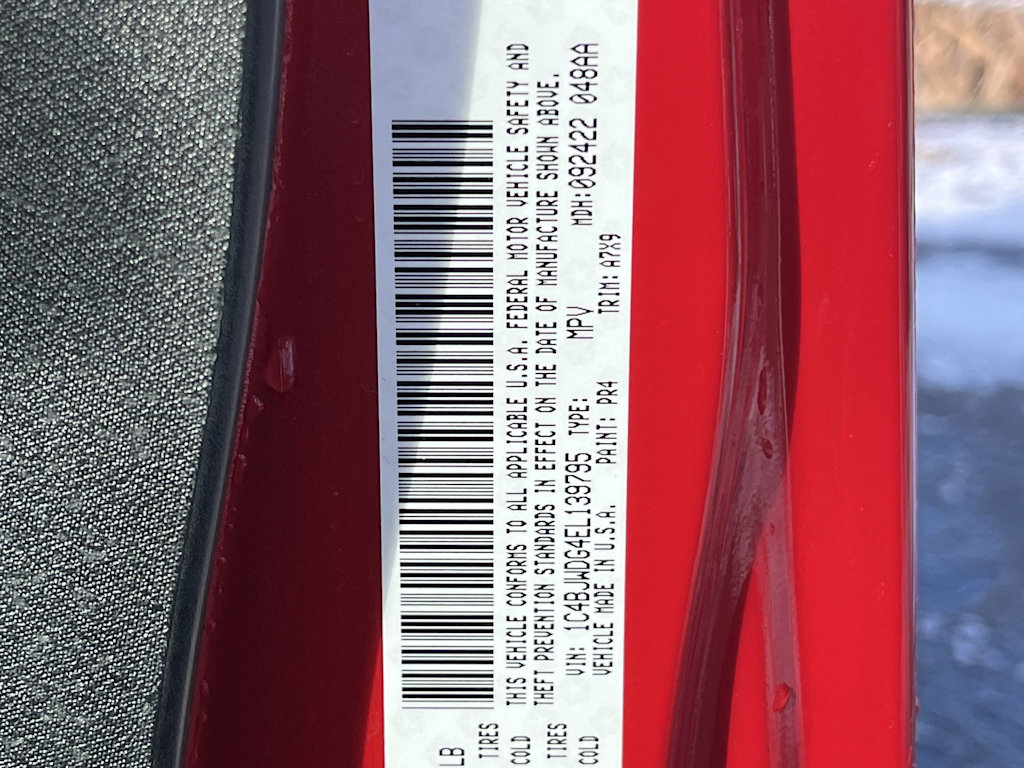 LB
TIRES
COLD
THIS VEHICLE CONFORMS TO ALL APPLICABLE U.S.A. FEDERAL MOTOR VEHICLE SAFETY AND
THEFT PREVENTION STANDARDS IN EFFECT ON THE DATE OF MANUFACTURE SHOWN ABOVE.
TIRES
VIN: 1C4BJWDG4EL139795 TYPE: MPV MDH:092422 048AA
COLD
VEHICLE MADE IN U.S.A. PAINT: PR4 TRIM: A7X9